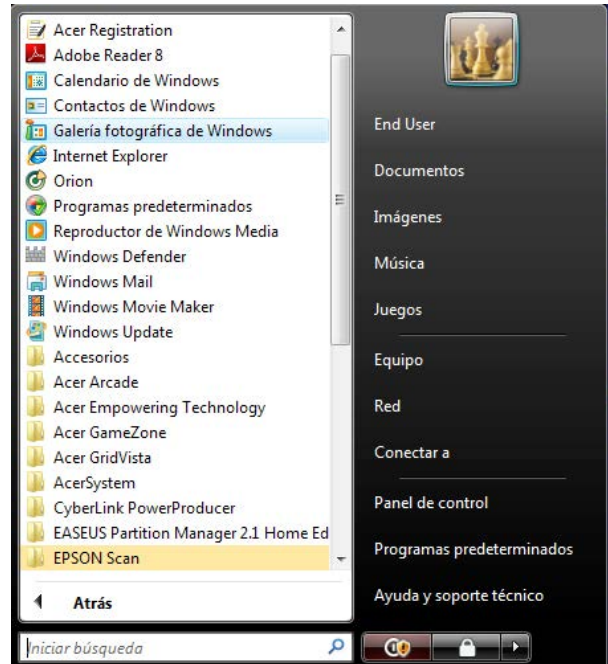 Acer Registration
Adobe Reader 8
Calendario de Windows
Contactos de Windows
Galería fotográfica de Windows
Internet Explorer
Orion
Programas predeterminados
Reproductor de Windows Media
Windows Defender
Windows Mail
Windows Movie Maker
Windows Update
Accesorios
Acer Arcade
Acer Empowering Technology
Acer GameZone
Acer GridVista
AcerSystem
CyberLink PowerProducer
EASEUS Partition Manager 2.1 Home Ed
EPSON Scan
Atrás
Iniciar búsqueda
End User
Documentos
Imágenes
Música
Juegos
Equipo
Red
Conectar a
Panel de control
Programas predeterminados
Ayuda y soporte técnico